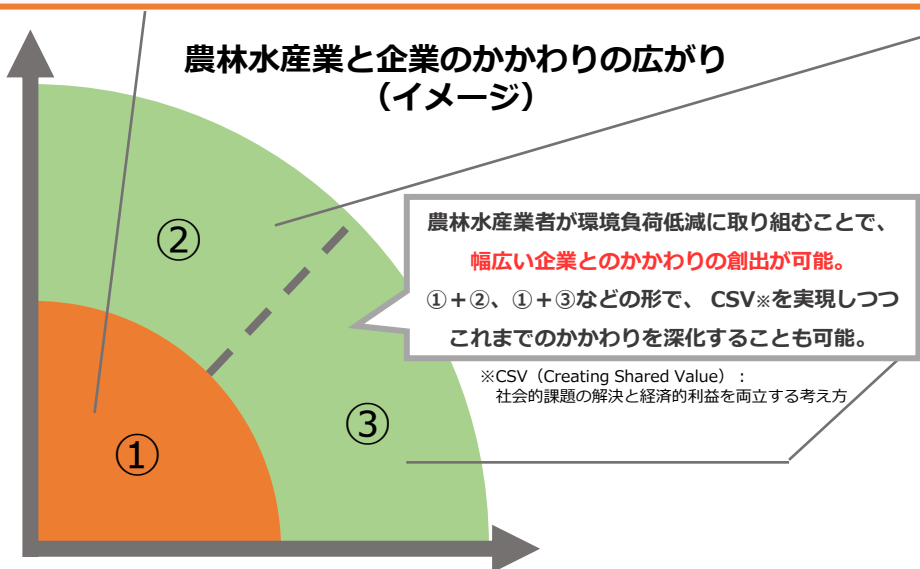 農林水産業と企業のかかわりの広がり
（イメージ）
②
農林水産業者が環境負荷低減に取り組むことで、
幅広い企業とのかかわりの創出が可能。
①＋②、①＋③などの形で、 CSV※を実現しつつ
これまでのかかわりを深化することも可能。
※CSV（Creating Shared Value）：
社会的課題の解決と経済的利益を両立する考え方
③
①